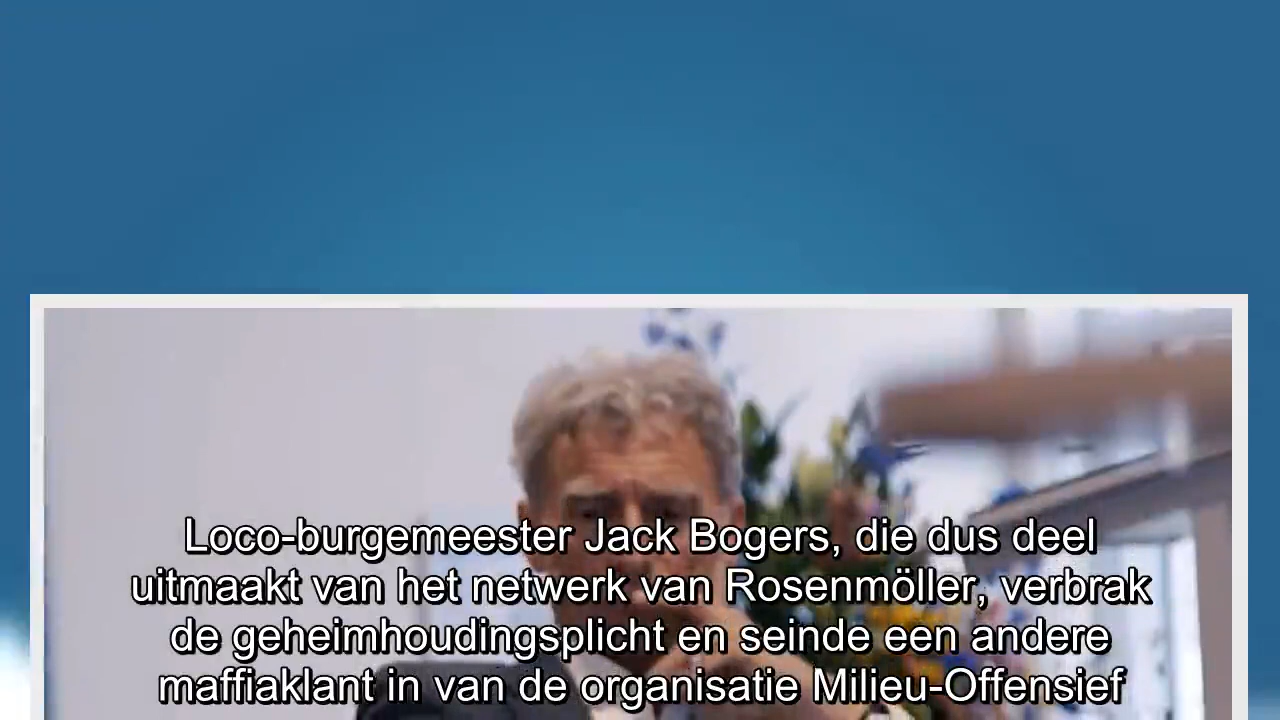 Loco-burgemeester Jack Bogers, die dus deel
uitmaakt van het netwerk van Rosenmöller, verbrak
de geheimhoudingsplicht en seinde een andere
maffiaklant in van de organisatie Milieu-Offensief